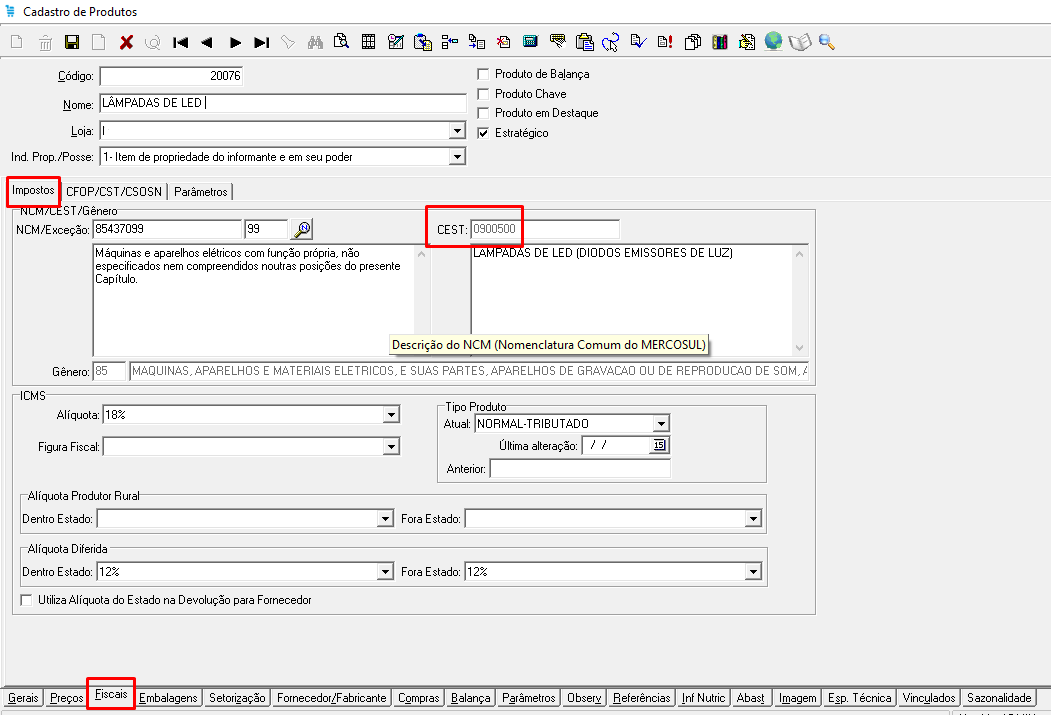 Cadastro de Produtos
Código: 20076
Nome: LÂMPADAS DE LED
Loja: I
Ind. Prop./Posse: 1- Item de propriedade do informante e em seu poder
Produto de Balança
Produto Chave
Produto em Destaque
Estratégico
Impostos CFOP/CST/CSOSN Parâmetros
NCM/CEST/Gênero
NCM/Exceção: 85437099 99 CEST: 0900500
Máquinas e aparelhos elétricos com função própria, não
especificados nem compreendidos noutras posições do presente
Capítulo.
LAMPADAS DE LED (DIODOS EMISSORES DE LUZ)
Descrição do NCM (Nomenclatura Comum do MERCOSUL)
Gênero: 85 MAQUINAS, APARELHOS E MATERIAIS ELETRICOS, E SUAS PARTES, APARELHOS DE GRAVACAO OU DE REPRODUCAO DE SOM, A
ICMS
Alíquota: 18%
Figura Fiscal:
Tipo Produto
Atual: NORMAL-TRIBUTADO
Última alteração: / / 15
Anterior:
Alíquota Produtor Rural
Dentro Estado: Fora Estado:
Alíquota Diferida
Dentro Estado: 12% Fora Estado: 12%
Utiliza Alíquota do Estado na Devolução para Fornecedor
Gerais Preços Fiscais Embalagens Setorização Fornecedor/Fabricante Compras Balança Parâmetros Observ Referências Inf Nutric Abast Imagem Esp. Técnica Vinculados Sazonalidade